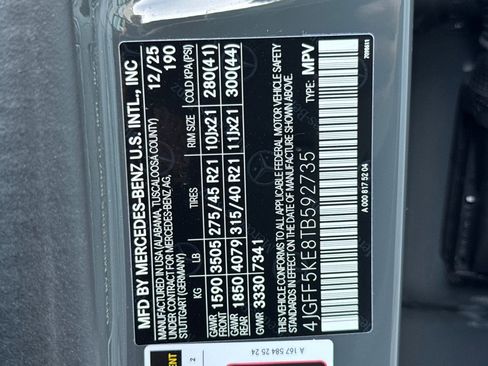 MFD BY MERCEDES-BENZ U.S. INTL., INC
MANUFACTURED IN USA (ALABAMA, TUSCALOOSA COUNTY)
UNDER CONTRACT FOR MERCEDES-BENZ AG,
STUTTGART (GERMANY)
12/25
190
KG LB TIRES RIM SIZE COLD KPA(PSI)
GAWR FRONT 1590 3505 275/45 R21 10Jx21 280(41)
GAWR REAR 1850 4079 315/40 R21 11Jx21 300(44)
GVWR 3330 7341
THIS VEHICLE CONFORMS TO ALL APPLICABLE FEDERAL MOTOR VEHICLE SAFETY
STANDARDS IN EFFECT ON THE DATE OF MANUFACTURE SHOWN ABOVE.
4JGFF5KE8TB592735 TYPE: MPV
A 000 817 52 04
A 167 584 25 24
2